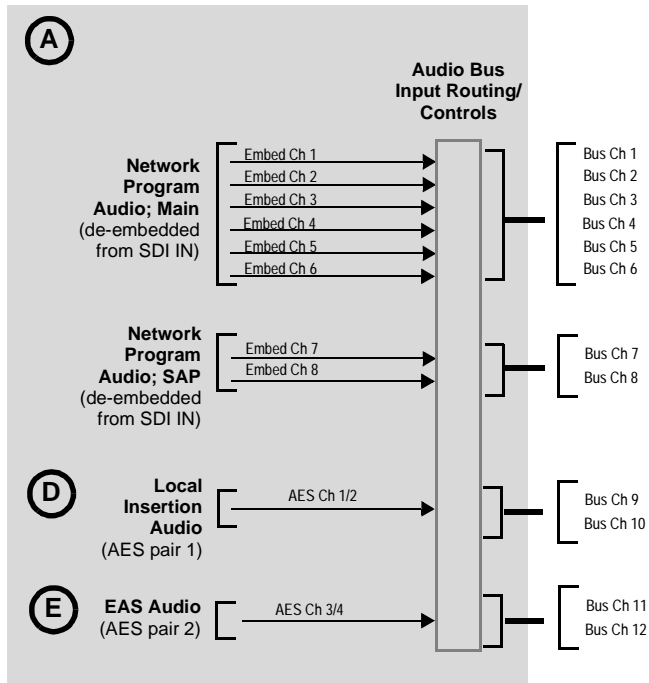 A
Audio Bus
Input Routing/
Controls
Network
Program
Audio; Main
(de-embedded
from SDI IN)
Embed Ch 1
Embed Ch 2
Embed Ch 3
Embed Ch 4
Embed Ch 5
Embed Ch 6
Bus Ch 1
Bus Ch 2
Bus Ch 3
Bus Ch 4
Bus Ch 5
Bus Ch 6
Network
Program
Audio; SAP
(de-embedded
from SDI IN)
Embed Ch 7
Embed Ch 8
Bus Ch 7
Bus Ch 8
D
Local
Insertion
Audio
(AES pair 1)
AES Ch 1/2
Bus Ch 9
Bus Ch 10
E
EAS Audio
(AES pair 2)
AES Ch 3/4
Bus Ch 11
Bus Ch 12